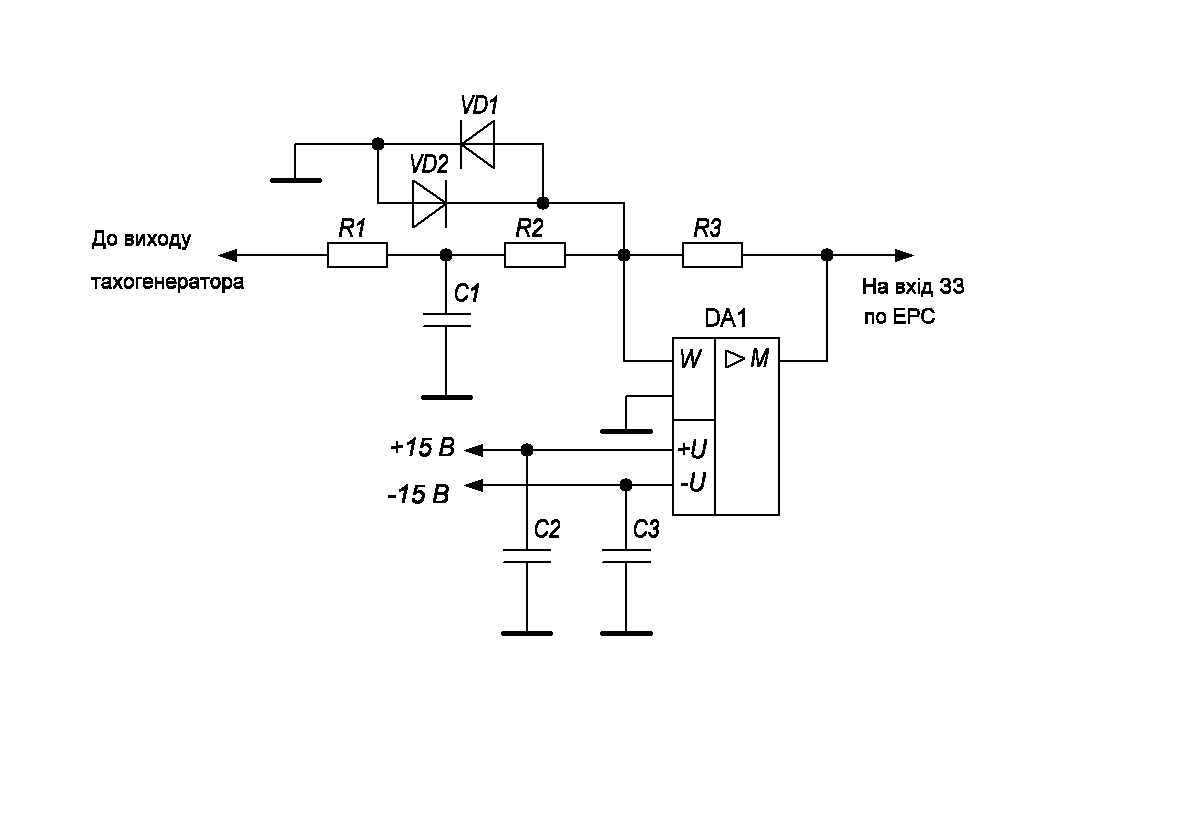 VD1
VD2
До виходу
тахогенератора
R1
R2
R3
C1
На вхід ЗЗ
по ЕРС
DA1
W
M
+15 В
-15 В
+U
-U
C2
C3